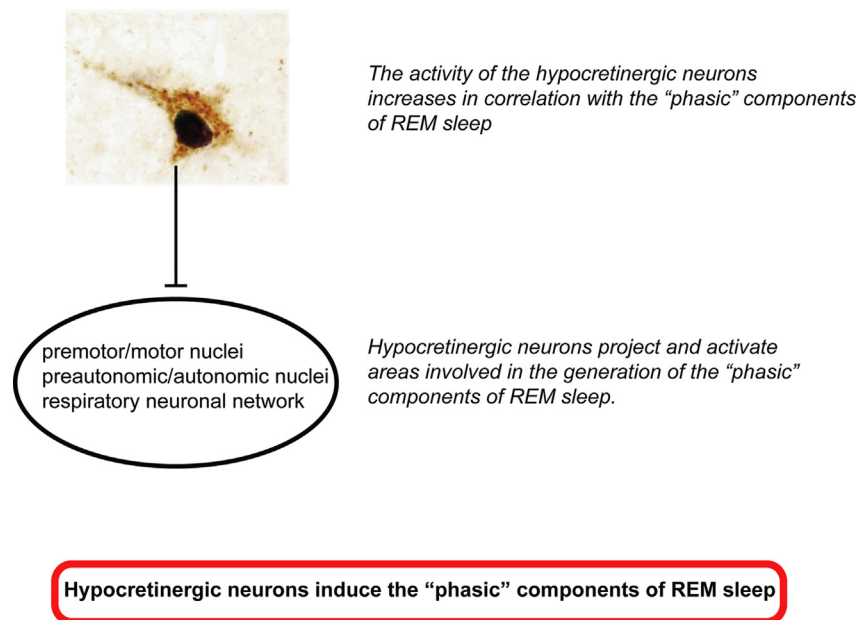 The activity of the hypocretinergic neurons
increases in correlation with the “phasic” components
of REM sleep
premotor/motor nuclei
preautonomic/autonomic nuclei
respiratory neuronal network
Hypocretinergic neurons project and activate
areas involved in the generation of the “phasic”
components of REM sleep.
Hypocretinergic neurons induce the “phasic” components of REM sleep